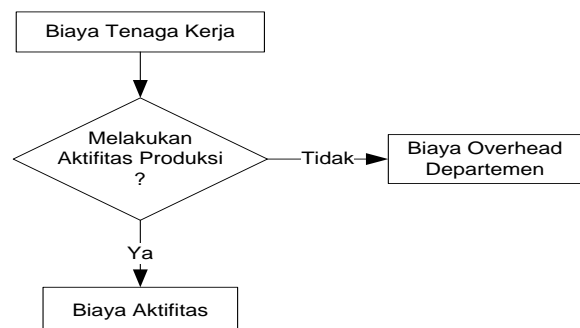 Biaya Tenaga Kerja
Melakukan
Aktifitas Produksi
?
Tidak
Biaya Overhead
Departemen
Ya
Biaya Aktifitas